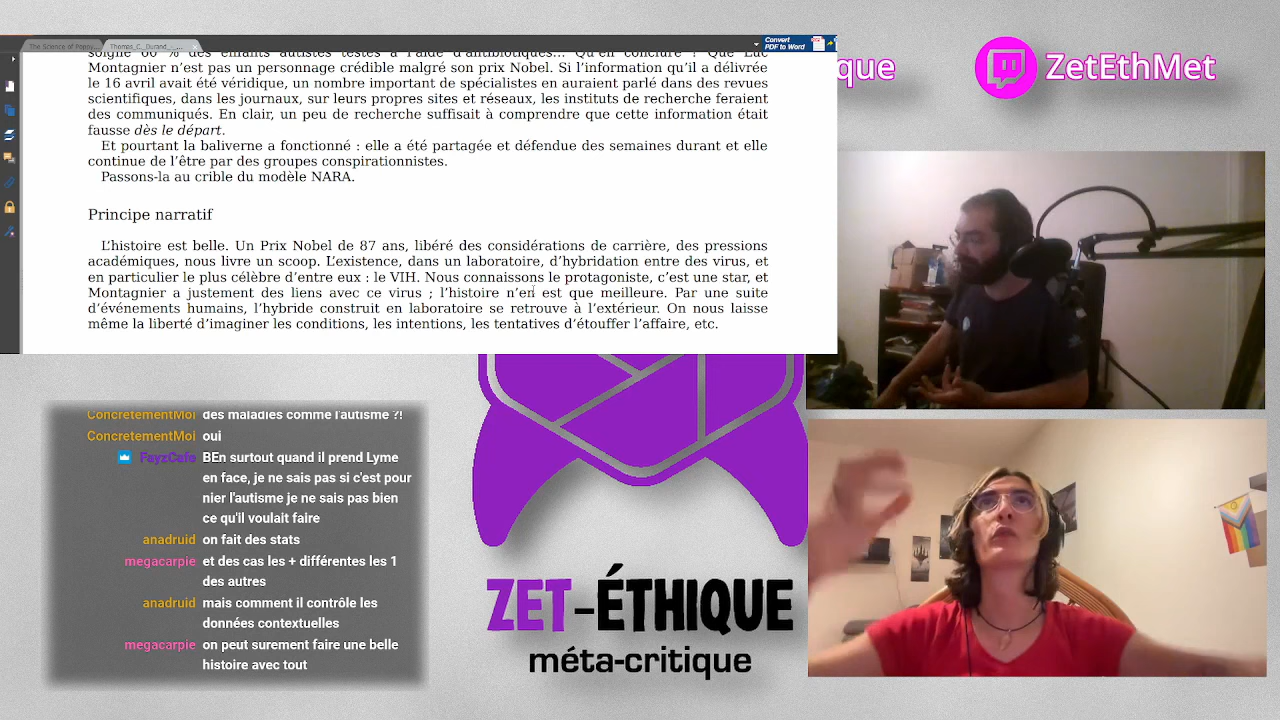 Convert
PDF to Word
The Science of Popp...
Thomas_C._Durand_-_...
soigné 60 % des enfants
Montagnier n’est pas un personnage crédible malgré son prix Nobel. Si l’information qu’il a délivrée
le 16 avril avait été véridique, un nombre important de spécialistes en auraient parlé dans des revues
scientifiques, dans les journaux, sur leurs propres sites et réseaux, les instituts de recherche feraient
des communiqués. En clair, un peu de recherche suffisait à comprendre que cette information était
fausse dès le départ.
Et pourtant la baliverne a fonctionné : elle a été partagée et défendue des semaines durant et elle
continue de l’être par des groupes conspirationnistes.
Passons-la au crible du modèle NARA.
Principe narratif
L’histoire est belle. Un Prix Nobel de 87 ans, libéré des considérations de carrière, des pressions
académiques, nous livre un scoop. L’existence, dans un laboratoire, d’hybridation entre des virus, et
en particulier le plus célèbre d’entre eux : le VIH. Nous connaissons le protagoniste, c’est une star, et
Montagnier a justement des liens avec ce virus ; l’histoire n’en est que meilleure. Par une suite
d’événements humains, l’hybride construit en laboratoire se retrouve à l’extérieur. On nous laisse
même la liberté d’imaginer les conditions, les intentions, les tentatives d’étouffer l’affaire, etc.
ique
ZetEthMet
ConcretementMoi des maladies comme l'autisme ?!
ConcretementMoi oui
FayzCefo BEn surtout quand il prend Lyme
en face, je ne sais pas si c'est pour
nier l'autisme je ne sais pas bien
ce qu'il voulait faire
anadruid on fait des stats
megacarpie et des cas les + différentes les 1
des autres
anadruid mais comment il contrôle les
données contextuelles
megacarpie on peut surement faire une belle
histoire avec tout
ZET-ÉTHIQUE
méta-critique